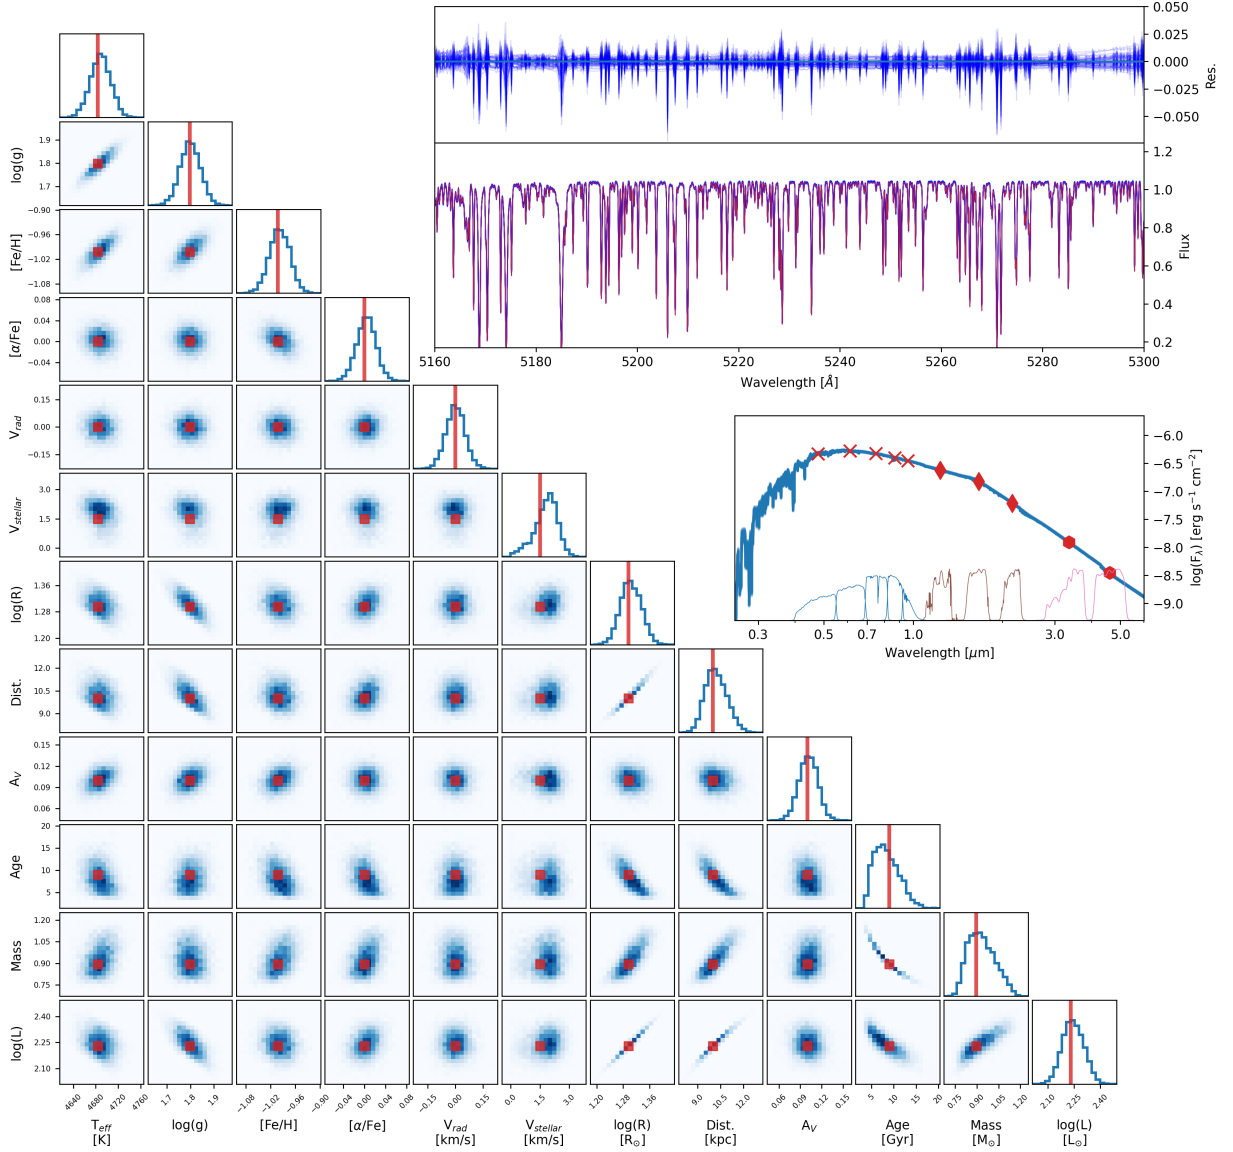 0.050
0.025
0.000
−0.025
−0.050
Res.
1.2
1.0
0.8
0.6
0.4
0.2
Flux
5160 5180 5200 5220 5240 5260 5280 5300
Wavelength [Å]
−6.0
−6.5
−7.0
−7.5
−8.0
−8.5
−9.0
log(Fλ) [erg s⁻¹ cm⁻²]
0.3 0.5 0.7 1.0 3.0 5.0
Wavelength [μm]
log(g)
1.9
1.8
1.7
[Fe/H]
−0.90
−0.96
−1.02
−1.08
[α/Fe]
0.08
0.04
0.00
−0.04
V_rad
0.15
0.00
−0.15
V_stellar
3.0
1.5
0.0
log(R)
1.36
1.28
1.20
Dist.
12.0
10.5
9.0
A_V
0.15
0.12
0.09
0.06
Age
20
15
10
5
Mass
1.20
1.05
0.90
0.75
log(L)
2.40
2.25
2.10
4640 4680 4720 4760 1.7 1.8 1.9 −1.08 −1.02 −0.96 −0.90 −0.04 0.00 0.04 0.08 −0.15 0.00 0.15 0.0 1.5 3.0 1.20 1.28 1.36 9.0 10.5 12.0 0.06 0.09 0.12 0.15 5 10 15 20 0.75 0.90 1.05 1.20 2.10 2.25 2.40
T_eff log(g) [Fe/H] [α/Fe] V_rad V_stellar log(R) Dist. A_V Age Mass log(L)
[K] [km/s] [km/s] [R⊙] [kpc] [Gyr] [M⊙] [L⊙]